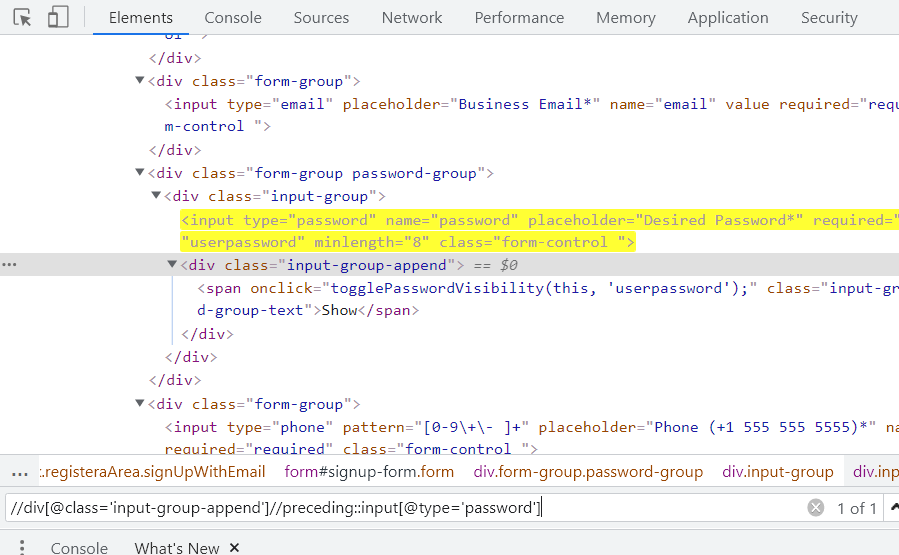 Elements Console Sources Network Performance Memory Application Security
</div>
<div class="form-group">
<input type="email" placeholder="Business Email*" name="email" value required="requ
m-control ">
</div>
<div class="form-group password-group">
<div class="input-group">
<input type="password" name="password" placeholder="Desired Password*" required="
"userpassword" minlength="8" class="form-control ">
... <div class="input-group-append"> == $0
<span onclick="togglePasswordVisibility(this, 'userpassword');" class="input-gr
d-group-text">Show</span>
</div>
</div>
</div>
<div class="form-group">
<input type="phone" pattern="[0-9\+\- ]+" placeholder="Phone (+1 555 555 5555)*" na
required="required" class="form-control ">
... t.registeraArea.signUpWithEmail form#signup-form.form div.form-group.password-group div.input-group div.inp
//div[@class='input-group-append']//preceding::input[@type='password'] 1 of 1
Console What's New ×